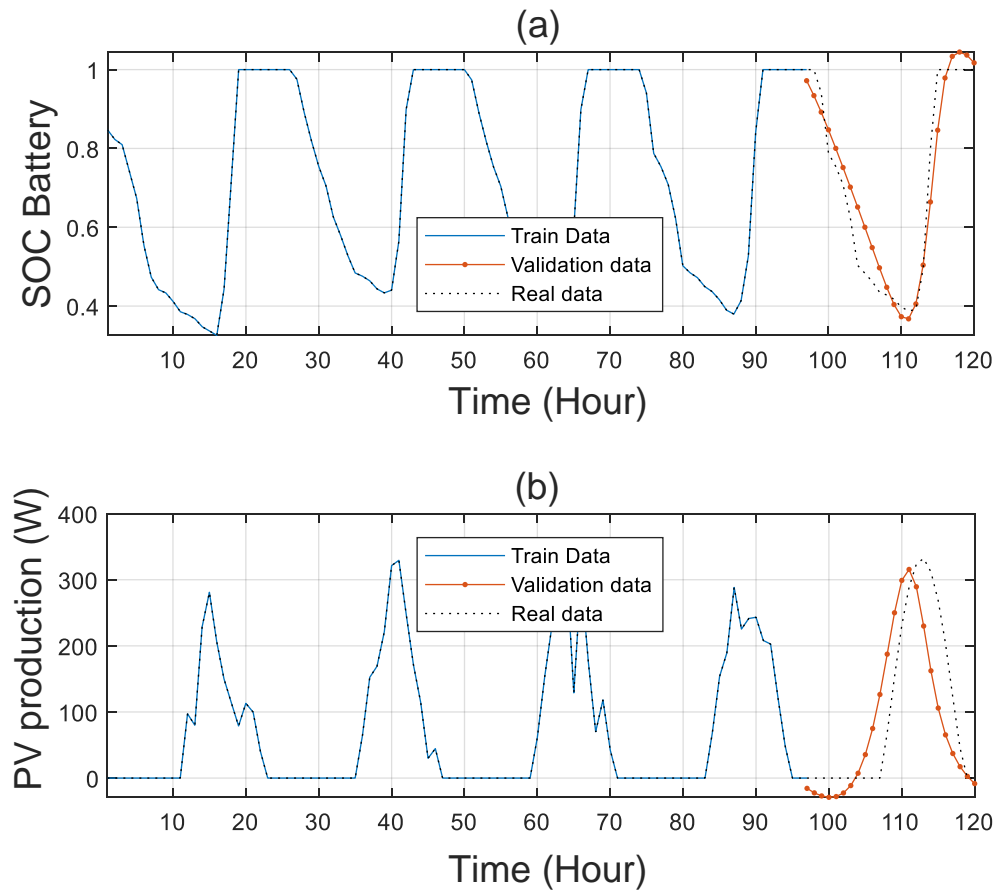 (a)
SOC Battery
1
0.8
0.6
0.4
Train Data
Validation data
Real data
10 20 30 40 50 60 70 80 90 100 110 120
Time (Hour)
(b)
PV production (W)
400
300
200
100
0
Train Data
Validation data
Real data
10 20 30 40 50 60 70 80 90 100 110 120
Time (Hour)